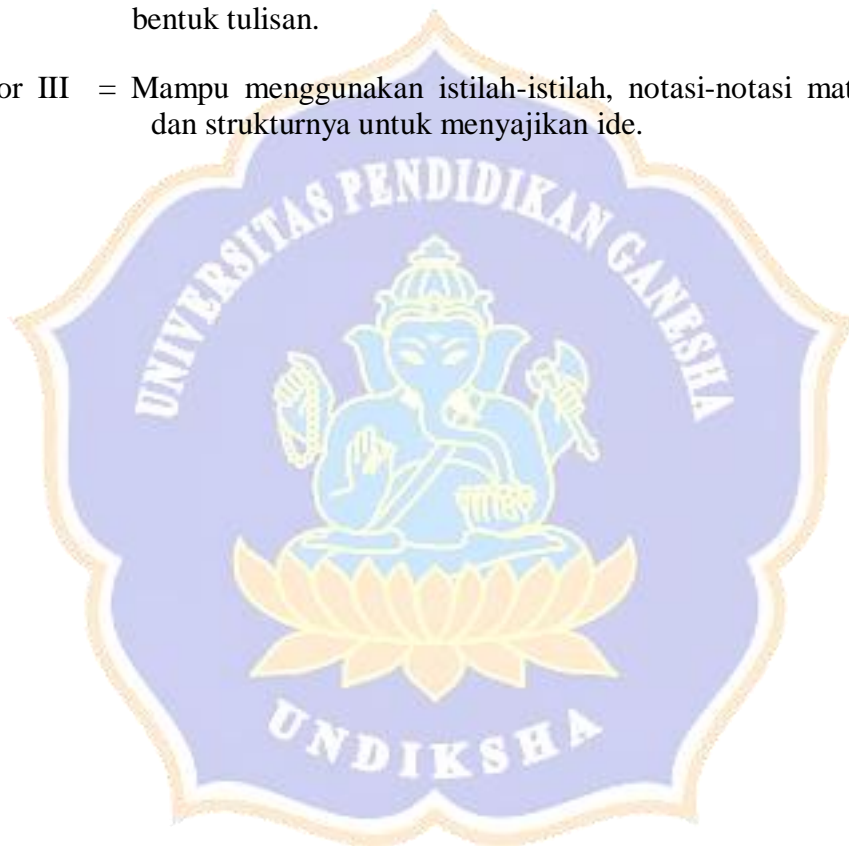 bentuk tulisan.
or III = Mampu menggunakan istilah-istilah, notasi-notasi mat
dan strukturnya untuk menyajikan ide.
UNIVERSITAS PENDIDIKAN GANESHA
UNDIKSHA